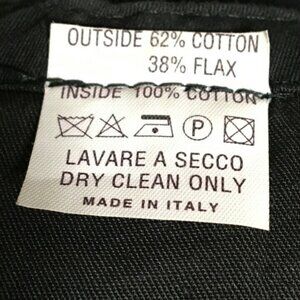 OUTSIDE 62% COTTON
38% FLAX
INSIDE 100% COTTON
P
LAVARE A SECCO
DRY CLEAN ONLY
MADE IN ITALY